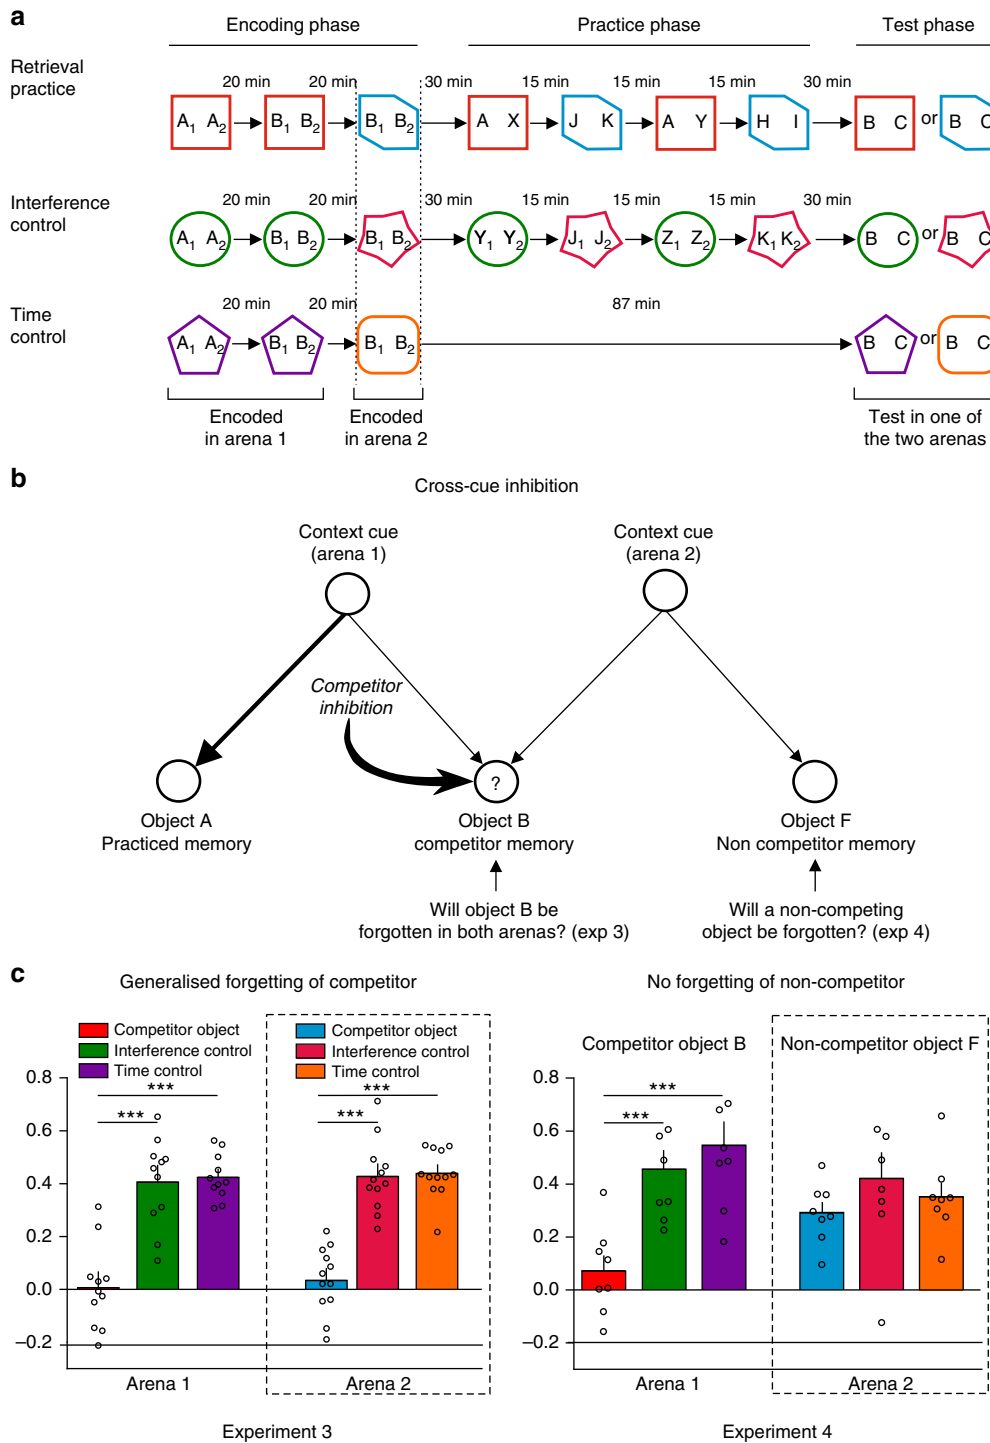 a
Encoding phase Practice phase Test phase
Retrieval
practice
20 min 20 min 30 min 15 min 15 min 15 min 30 min
A1 A2 B1 B2 B1 B2 A X J K A Y H I B C or B C
Interference
control
20 min 20 min 30 min 15 min 15 min 15 min 30 min
A1 A2 B1 B2 B1 B2 Y1 Y2 J1 J2 Z1 Z2 K1 K2 B C or B C
Time
control
20 min 20 min 87 min
A1 A2 B1 B2 B1 B2 B C or B C
Encoded
in arena 1
Encoded
in arena 2
Test in one of
the two arenas
b
Cross-cue inhibition
Context cue
(arena 1)
Context cue
(arena 2)
Competitor
inhibition
?
Object A
Practiced memory
Object B
competitor memory
Object F
Non competitor memory
Will object B be
forgotten in both arenas? (exp 3)
Will a non-competing
object be forgotten? (exp 4)
c
Generalised forgetting of competitor
Competitor object
Interference control
Time control
Competitor object
Interference control
Time control
0.8
0.6
0.4
0.2
0.0
–0.2
***
***
***
***
Arena 1 Arena 2
Experiment 3
No forgetting of non-competitor
Competitor object B Non-competitor object F
0.8
0.6
0.4
0.2
0.0
–0.2
***
***
Arena 1 Arena 2
Experiment 4